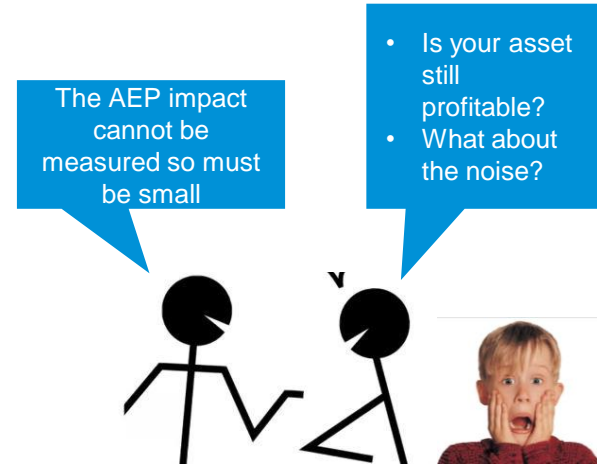 The AEP impact
cannot be
measured so must
be small
• Is your asset
still
profitable?
• What about
the noise?